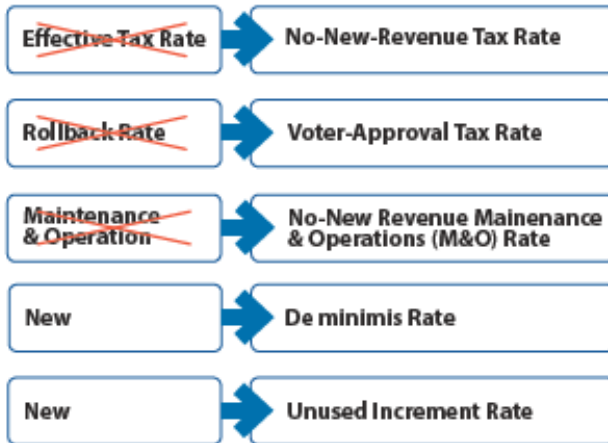 Effective Tax Rate
No-New-Revenue Tax Rate
Rollback Rate
Voter-Approval Tax Rate
Maintenance
& Operation
No-New Revenue Mainenance
& Operations (M&O) Rate
New
De minimis Rate
New
Unused Increment Rate